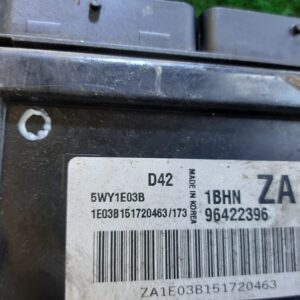 D42
5WY1E03B
1E03B151720463/173
MADE IN KOREA
1BHN
ZA
96422396
ZA1E03B151720463